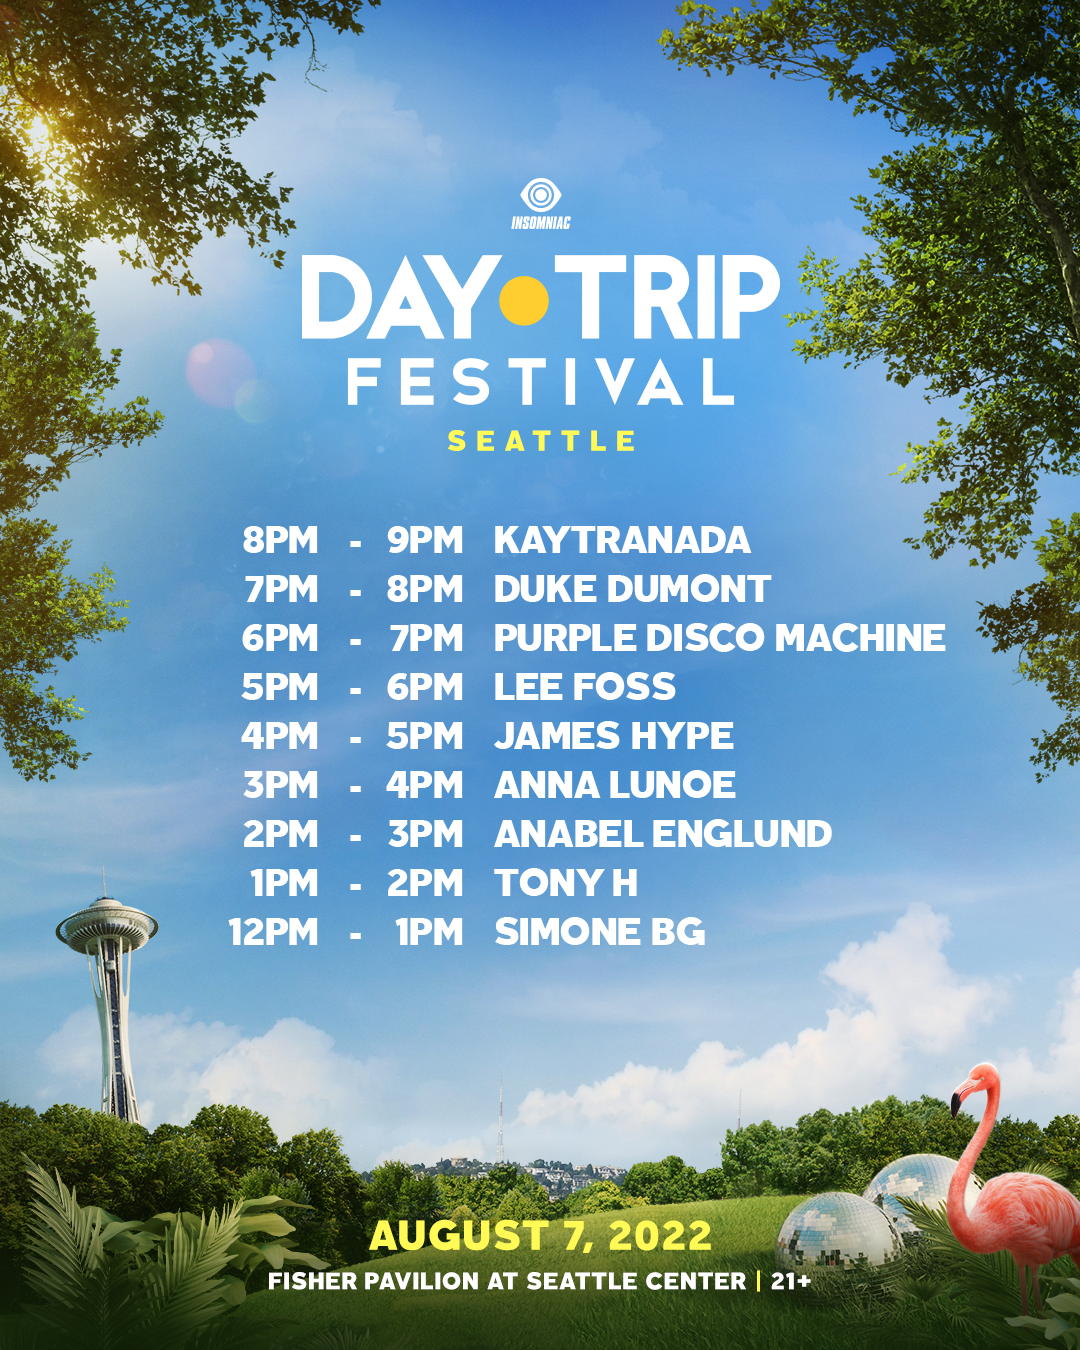 INSOMNIAC
DAY TRIP
FESTIVAL
SEATTLE
8PM - 9PM KAYTRANADA
7PM - 8PM DUKE DUMONT
6PM - 7PM PURPLE DISCO MACHINE
5PM - 6PM LEE FOSS
4PM - 5PM JAMES HYPE
3PM - 4PM ANNA LUNOE
2PM - 3PM ANABEL ENGLUND
1PM - 2PM TONY H
12PM - 1PM SIMONE BG
AUGUST 7, 2022
FISHER PAVILION AT SEATTLE CENTER | 21+